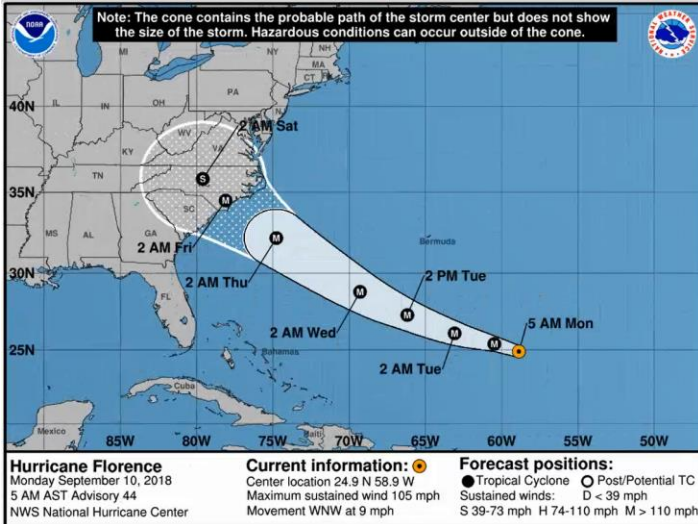 Note: The cone contains the probable path of the storm center but does not show
the size of the storm. Hazardous conditions can occur outside of the cone.
NOAA
NATIONAL WEATHER SERVICE
MI
NY
NH
MA
CT
RI
40N
IL
IN
OH
PA
NJ
2 AM Sat
WV
VA
KY
TN
35N
MS
AL
GA
SC
S
M
2 AM Fri
M
2 AM Thu
Bermuda
30N
FL
M
2 PM Tue
M
2 AM Wed
5 AM Mon
M
M
25N
Bahamas
2 AM Tue
Cuba
Mexico
Haiti
85W 80W 75W 70W 65W 60W 55W 50W
Hurricane Florence
Monday September 10, 2018
5 AM AST Advisory 44
NWS National Hurricane Center
Current information:
Center location 24.9 N 58.9 W
Maximum sustained wind 105 mph
Movement WNW at 9 mph
Forecast positions:
Tropical Cyclone Post/Potential TC
Sustained winds: D < 39 mph
S 39-73 mph H 74-110 mph M > 110 mph